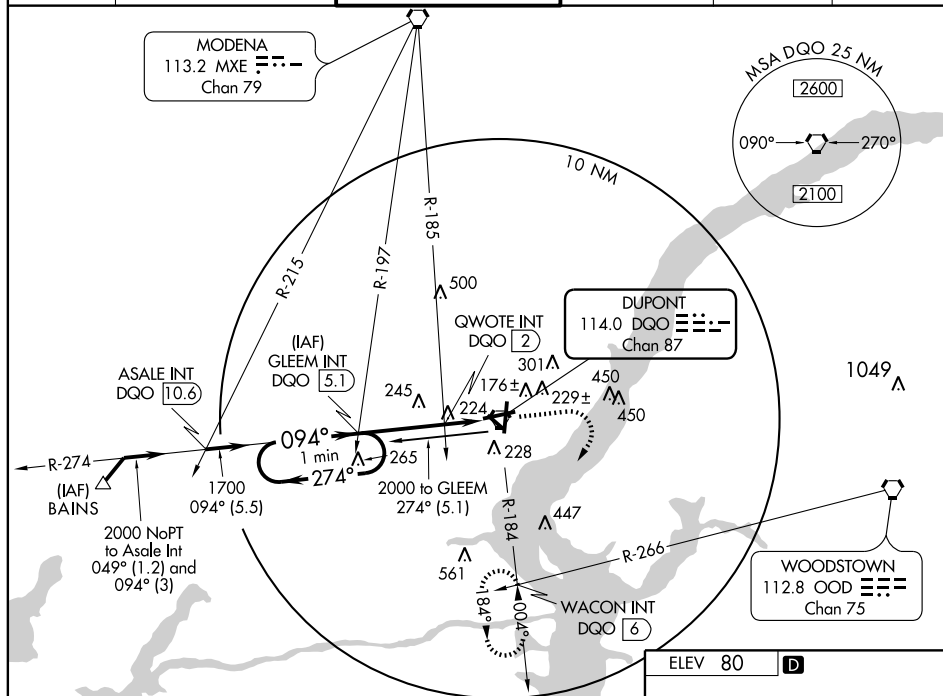 MODENA
113.2 MXE
Chan 79
MSA DQO 25 NM
2600
090°
270°
2100
10 NM
R-215
R-197
R-185
500
DUPONT
114.0 DQO
Chan 87
QWOTE INT
DQO 2
(IAF)
GLEEM INT
DQO 5.1
ASALE INT
DQO 10.6
301
245
176±
224
229±
450
450
1049
094°
1 min
274°
265
228
R-274
(IAF)
BAINS
1700
094° (5.5)
2000 to GLEEM
274° (5.1)
2000 NoPT
to Asale Int
049° (1.2) and
094° (3)
R-184
447
561
R-266
WOODSTOWN
112.8 OOD
Chan 75
184°
004°
WACON INT
DQO 6
ELEV 80 D